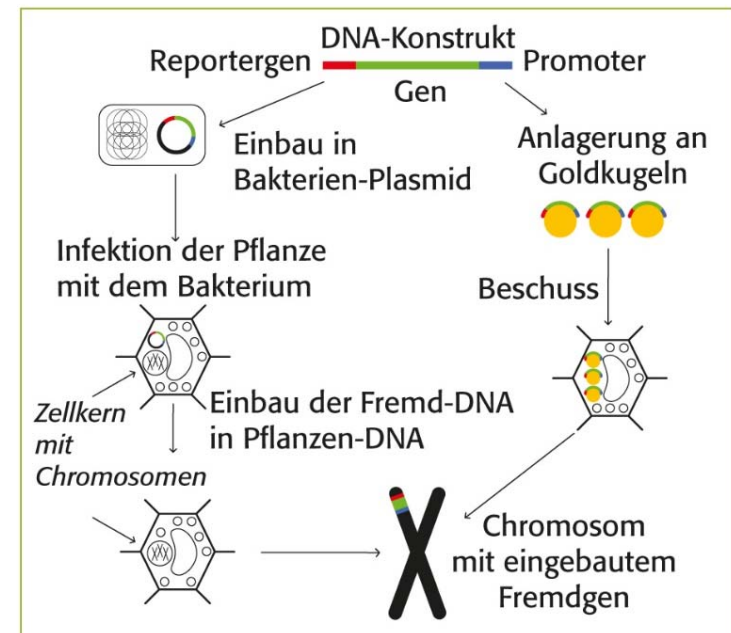 DNA-Konstrukt
Reportergen
Promoter
Gen
Einbau in
Bakterien-Plasmid
Anlagerung an
Goldkugeln
Infektion der Pflanze
mit dem Bakterium
Beschuss
Zellkern
mit
Chromosomen
Einbau der Fremd-DNA
in Pflanzen-DNA
Chromosom
mit eingebautem
Fremdgen